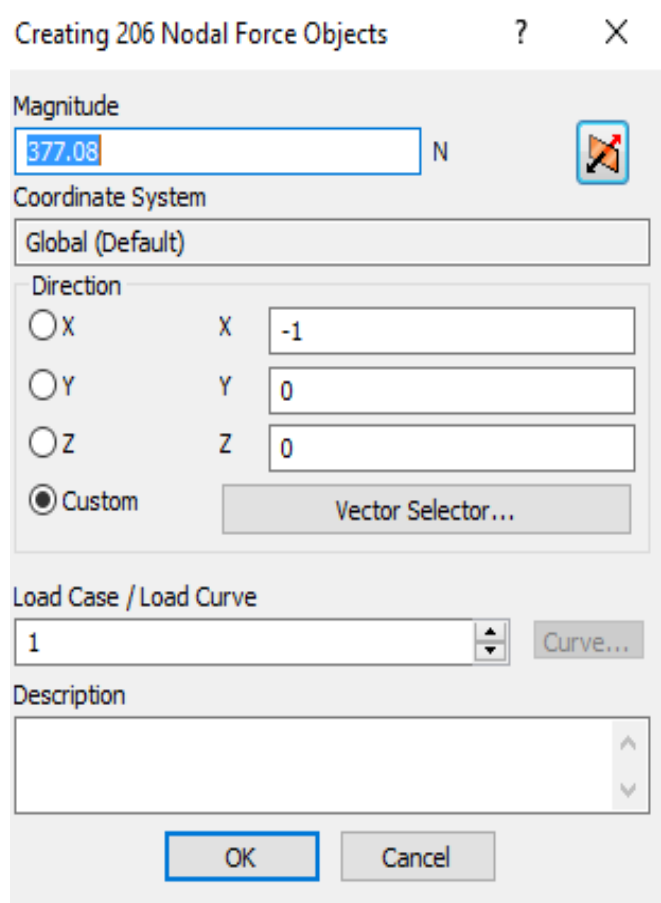 Creating 206 Nodal Force Objects ?
Magnitude
377.08 N
Coordinate System
Global (Default)
Direction
X X -1
Y Y 0
Z Z 0
Custom Vector Selector...
Load Case / Load Curve
1 Curve...
Description
OK Cancel